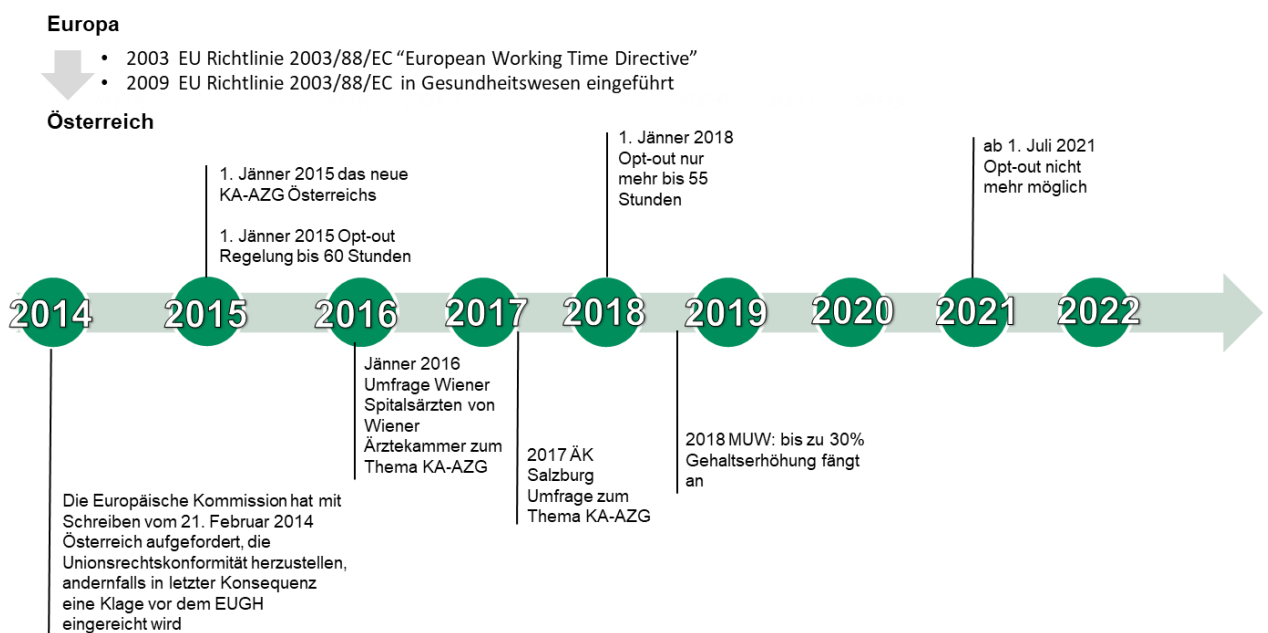 Europa
• 2003 EU Richtlinie 2003/88/EC “European Working Time Directive”
• 2009 EU Richtlinie 2003/88/EC in Gesundheitswesen eingeführt
Österreich
1. Jänner 2015 das neue
KA-AZG Österreichs
1. Jänner 2015 Opt-out
Regelung bis 60 Stunden
1. Jänner 2018
Opt-out nur
mehr bis 55
Stunden
ab 1. Juli 2021
Opt-out nicht
mehr möglich
2014 2015 2016 2017 2018 2019 2020 2021 2022
Die Europäische Kommission hat mit
Schreiben vom 21. Februar 2014
Österreich aufgefordert, die
Unionsrechtskonformität herzustellen,
andernfalls in letzter Konsequenz
eine Klage vor dem EUGH
eingereicht wird
Jänner 2016
Umfrage Wiener
Spitalsärzten von
Wiener
Ärztekammer zum
Thema KA-AZG
2017 ÄK
Salzburg
Umfrage zum
Thema KA-AZG
2018 MUW: bis zu 30%
Gehaltserhöhung fängt
an